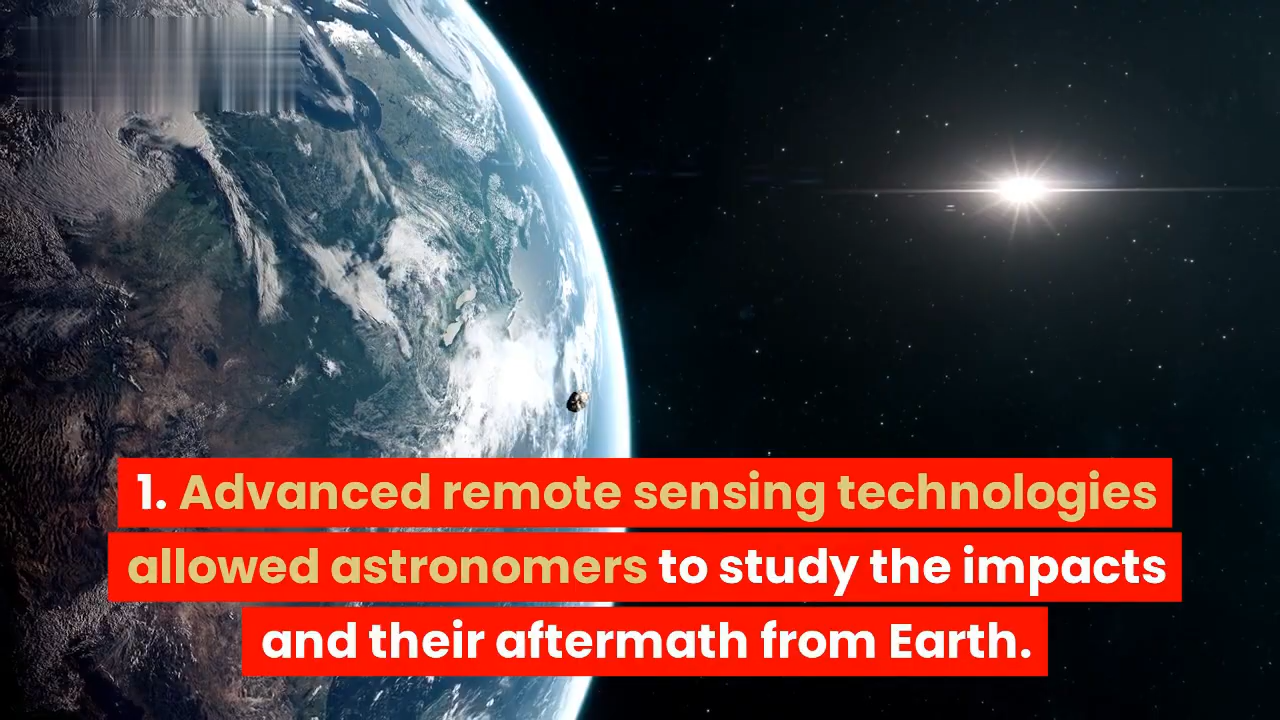 1. Advanced remote sensing technologies
allowed astronomers to study the impacts
and their aftermath from Earth.